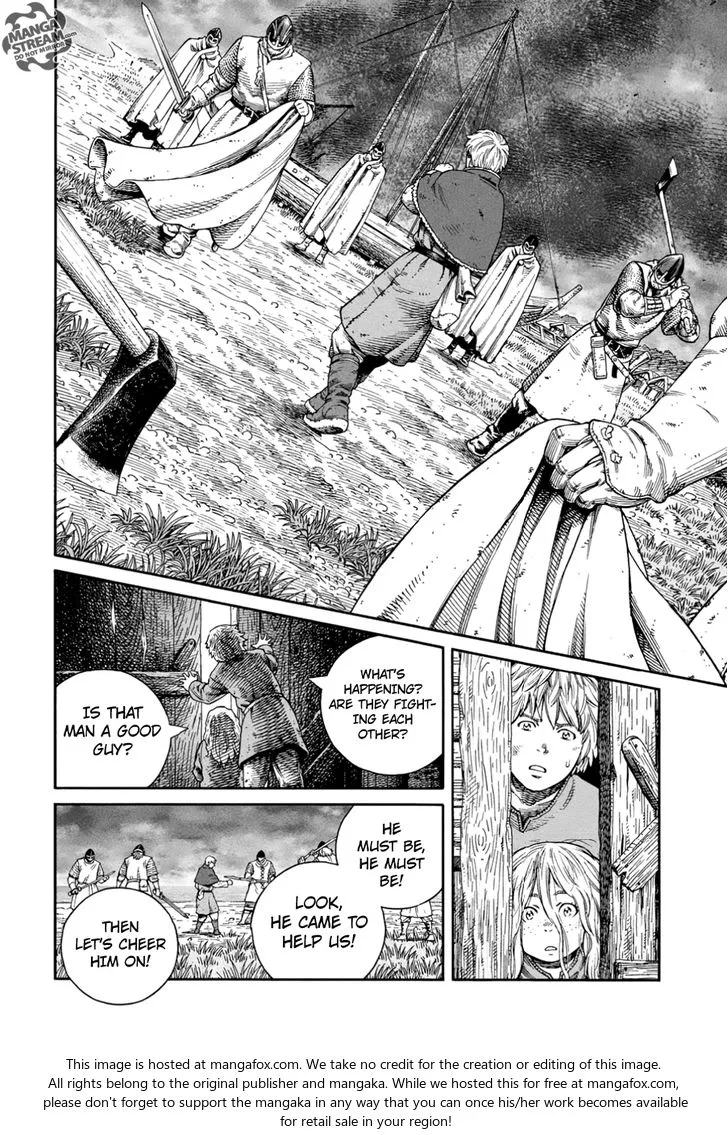 MANGA
STREAM.com
DO NOT MIRROR
WHAT'S
HAPPENING?
ARE THEY FIGHT-
ING EACH
OTHER?
IS THAT
MAN A GOOD
GUY?
HE
MUST BE,
HE MUST
BE!
LOOK,
HE CAME TO
HELP US!
THEN
LET'S CHEER
HIM ON!
This image is hosted at mangafox.com. We take no credit for the creation or editing of this image.
All rights belong to the original publisher and mangaka. While we hosted this for free at mangafox.com,
please don't forget to support the mangaka in any way that you can once his/her work becomes available
for retail sale in your region!